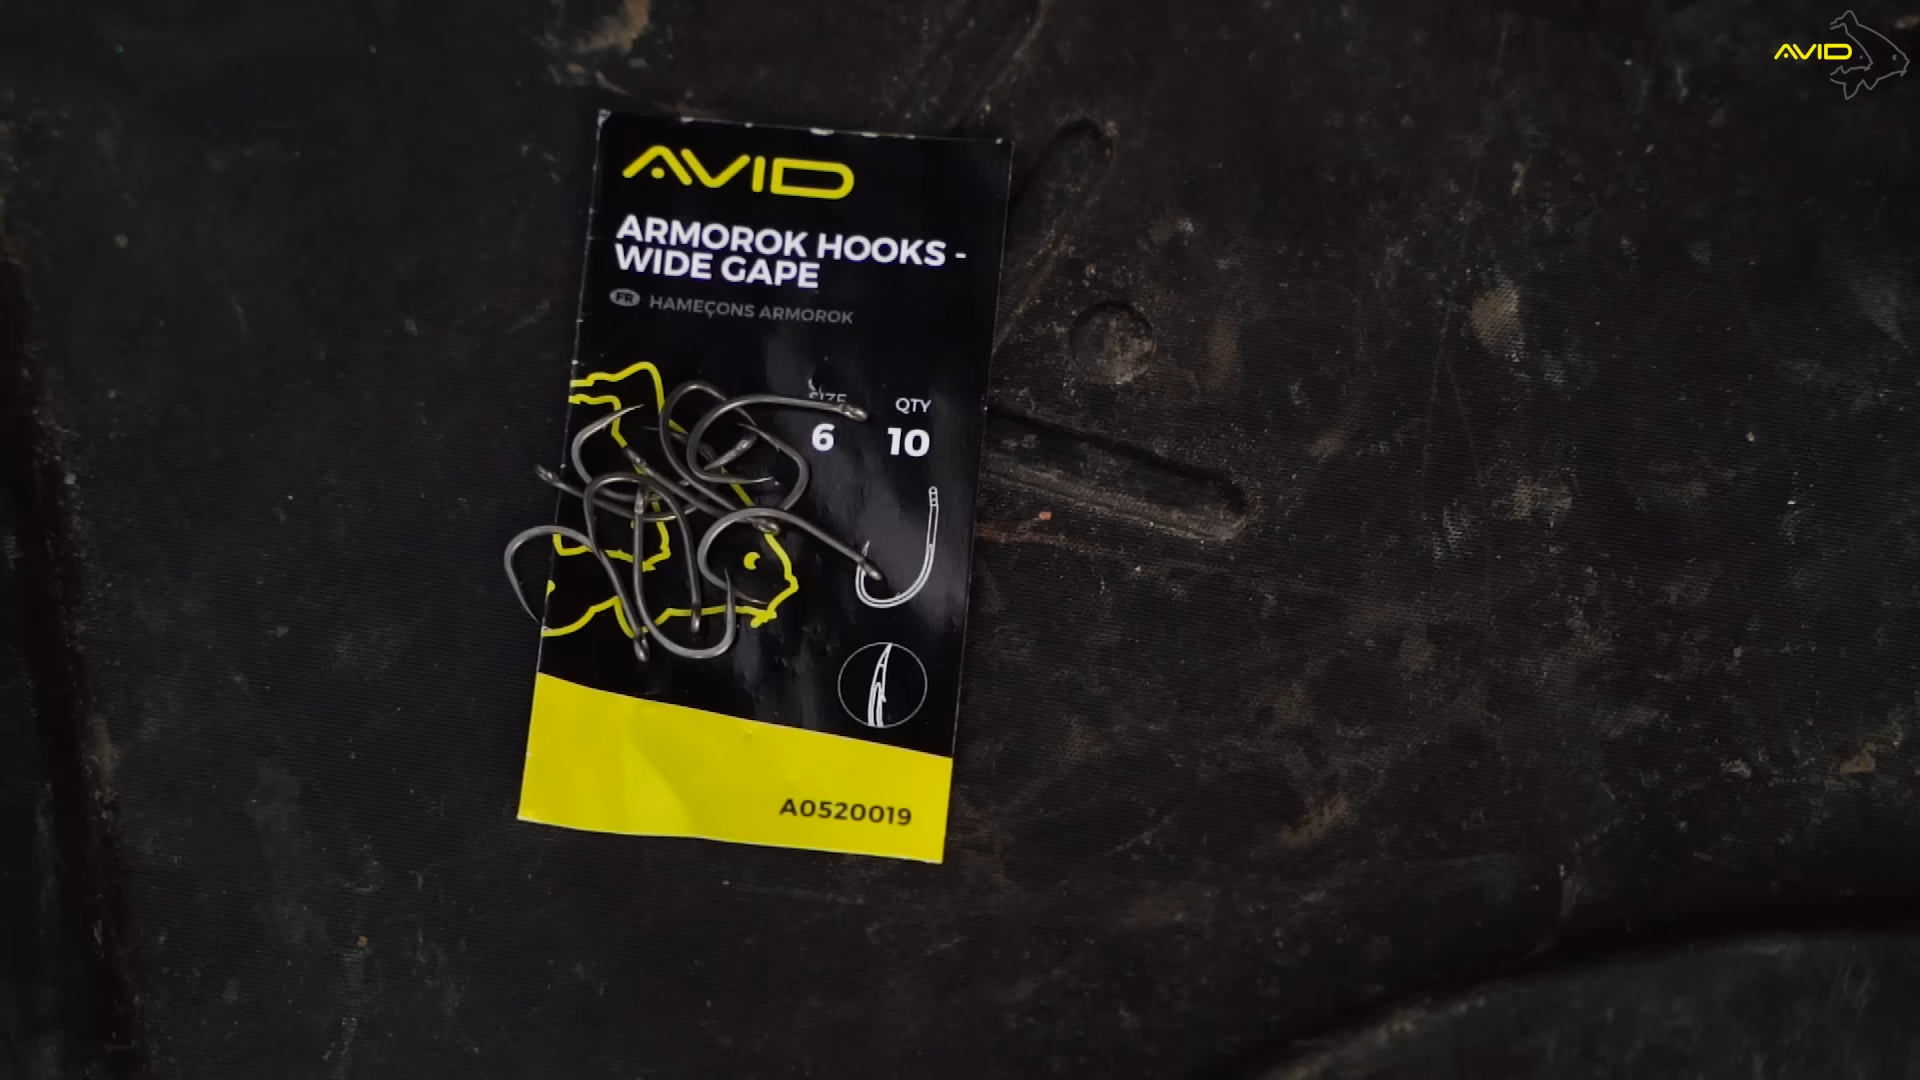 AVID
AVID
ARMOROK HOOKS -
WIDE GAPE
FR HAMEÇONS ARMOROK
SIZE QTY
6 10
A0520019